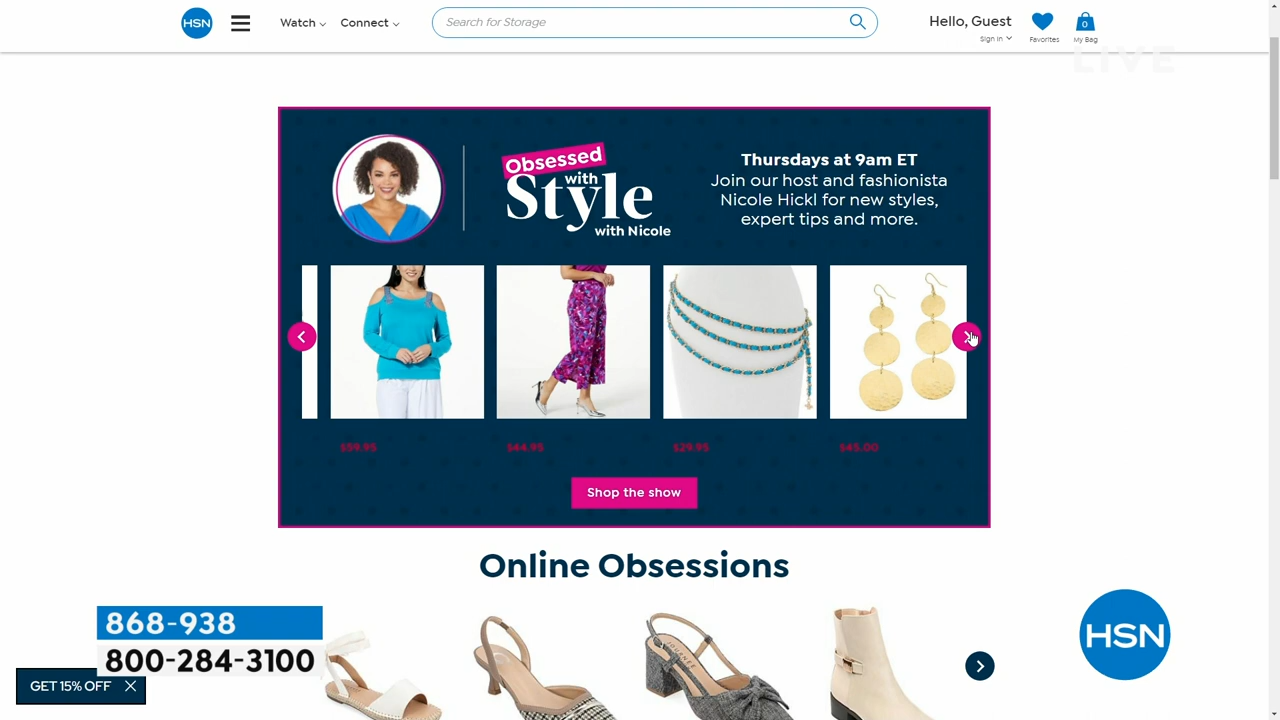 HSN
Watch
Connect
Search for Storage
Hello, Guest
Sign In
Favorites
0
My Bag
LIVE
Obsessed
with
Style
with Nicole
Thursdays at 9am ET
Join our host and fashionista
Nicole Hickl for new styles,
expert tips and more.
$59.95
$44.95
$29.95
$45.00
Shop the show
Online Obsessions
868-938
800-284-3100
GET 15% OFF
HSN